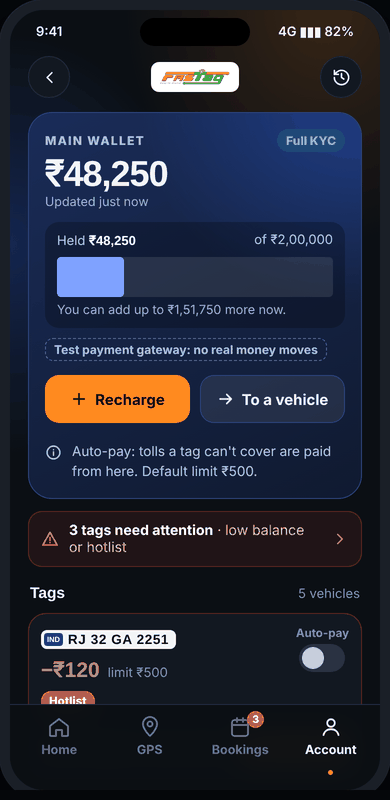 9:41
4G 82%
FASTag
MAIN WALLET
Full KYC
₹48,250
Updated just now
Held ₹48,250
of ₹2,00,000
You can add up to ₹1,51,750 more now.
Test payment gateway: no real money moves
+ Recharge
→ To a vehicle
Auto-pay: tolls a tag can't cover are paid
from here. Default limit ₹500.
3 tags need attention · low balance
or hotlist
Tags
5 vehicles
IND RJ 32 GA 2251
Auto-pay
−₹120 limit ₹500
Hotlist
3
Home
GPS
Bookings
Account